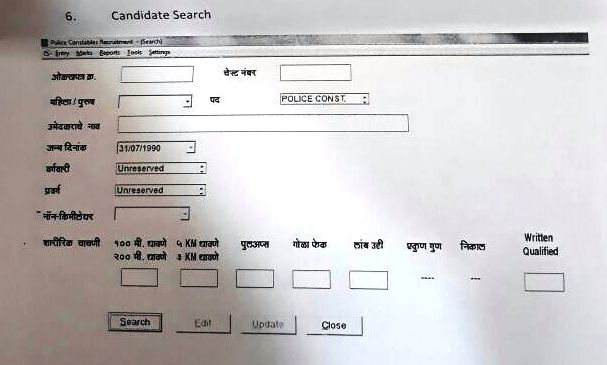 6. Candidate Search
Police Constables Recruitment - [Search]
Entry Marks Reports Tools Settings
ओळखपत्र क्र. चेस्ट नंबर
महिला / पुरुष पद POLICE CONST.
उमेदवाराचे नाव
जन्म दिनांक 31/07/1990
वर्गवारी Unreserved
प्रवर्ग Unreserved
नॉन-क्रिमीलेयर
शारीरिक चाचणी १०० मी. धावणे ५ KM धावणे पुलअप्स गोळा फेक लांब उडी एकुण गुण निकाल Written
२०० मी. धावणे ३ KM धावणे Qualified
---- ---
Search Edit Update Close